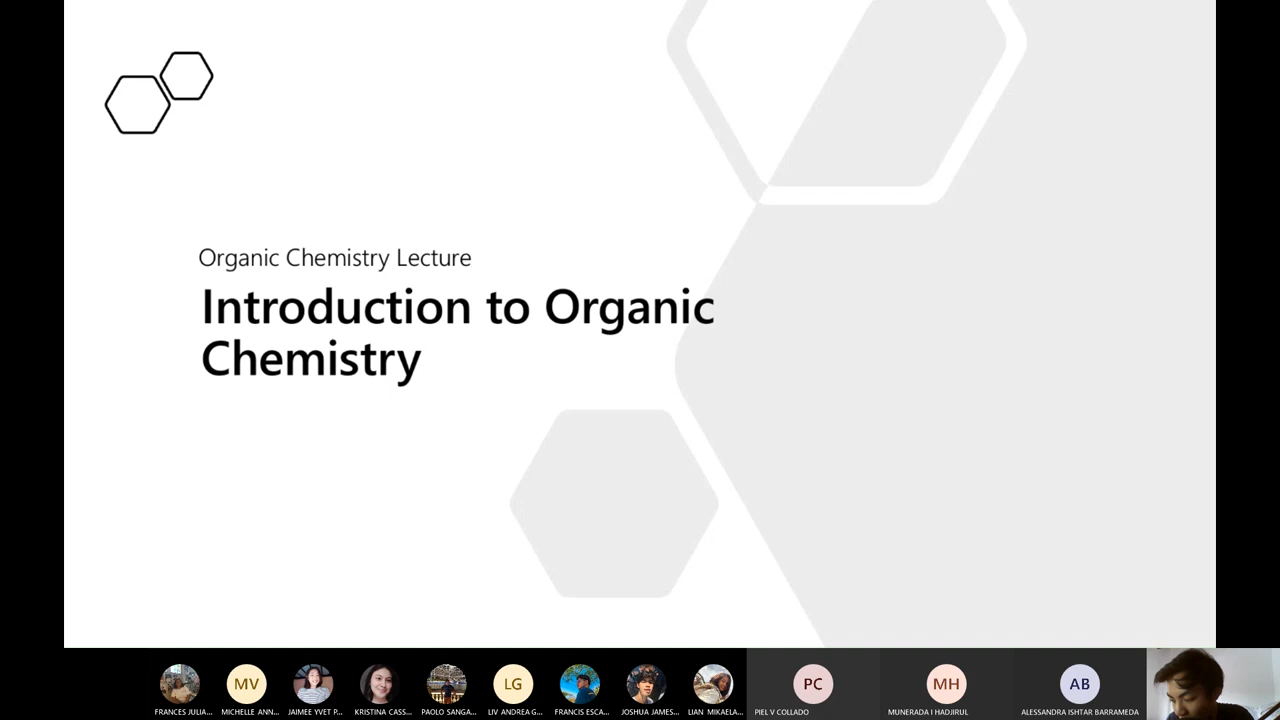 Organic Chemistry Lecture
Introduction to Organic
Chemistry
MV
LG
PC
MH
AB
FRANCES JULIA...
MICHELLE ANN...
JAIMEE YVET P...
KRISTINA CASS...
PAOLO SANGA...
LIV ANDREA G...
FRANCIS ESCA...
JOSHUA JAMES...
LIAN MIKAELA...
PIEL V COLLADO
MUNERADA I HADJIRUL
ALESSANDRA ISHTAR BARRAMEDA